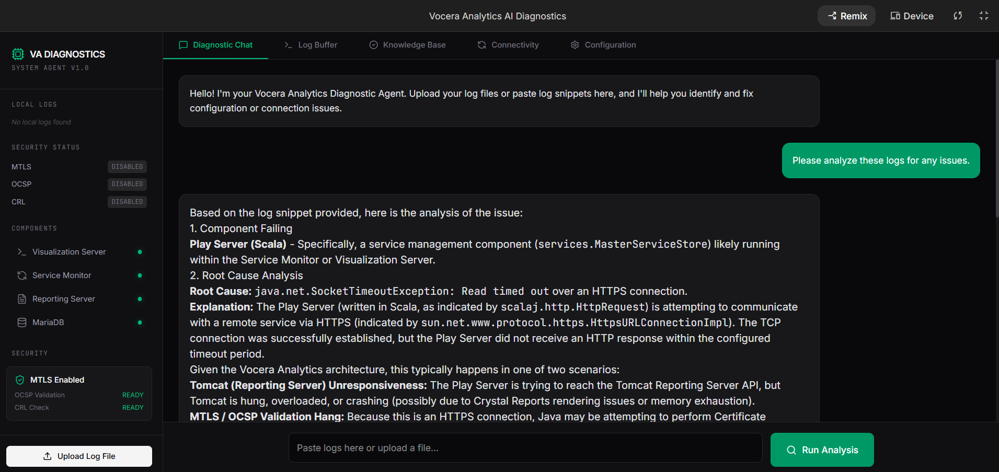 Vocera Analytics AI Diagnostics
Remix
Device
VA DIAGNOSTICS
SYSTEM AGENT V1.0
Diagnostic Chat
Log Buffer
Knowledge Base
Connectivity
Configuration
LOCAL LOGS
No local logs found
SECURITY STATUS
MTLS DISABLED
OCSP DISABLED
CRL DISABLED
COMPONENTS
Visualization Server
Service Monitor
Reporting Server
MariaDB
SECURITY
MTLS Enabled
OCSP Validation READY
CRL Check READY
Upload Log File
Hello! I'm your Vocera Analytics Diagnostic Agent. Upload your log files or paste log snippets here, and I'll help you identify and fix
configuration or connection issues.
Please analyze these logs for any issues.
Based on the log snippet provided, here is the analysis of the issue:
1. Component Failing
Play Server (Scala) - Specifically, a service management component (services.MasterServiceStore) likely running
within the Service Monitor or Visualization Server.
2. Root Cause Analysis
Root Cause: java.net.SocketTimeoutException: Read timed out over an HTTPS connection.
Explanation: The Play Server (written in Scala, as indicated by scalaj.http.HttpRequest) is attempting to communicate
with a remote service via HTTPS (indicated by sun.net.www.protocol.https.HttpsURLConnectionImpl). The TCP
connection was successfully established, but the Play Server did not receive an HTTP response within the configured
timeout period.
Given the Vocera Analytics architecture, this typically happens in one of two scenarios:
Tomcat (Reporting Server) Unresponsiveness: The Play Server is trying to reach the Tomcat Reporting Server API, but
Tomcat is hung, overloaded, or crashing (possibly due to Crystal Reports rendering issues or memory exhaustion).
MTLS / OCSP Validation Hang: Because this is an HTTPS connection, Java may be attempting to perform Certificate
Paste logs here or upload a file...
Run Analysis